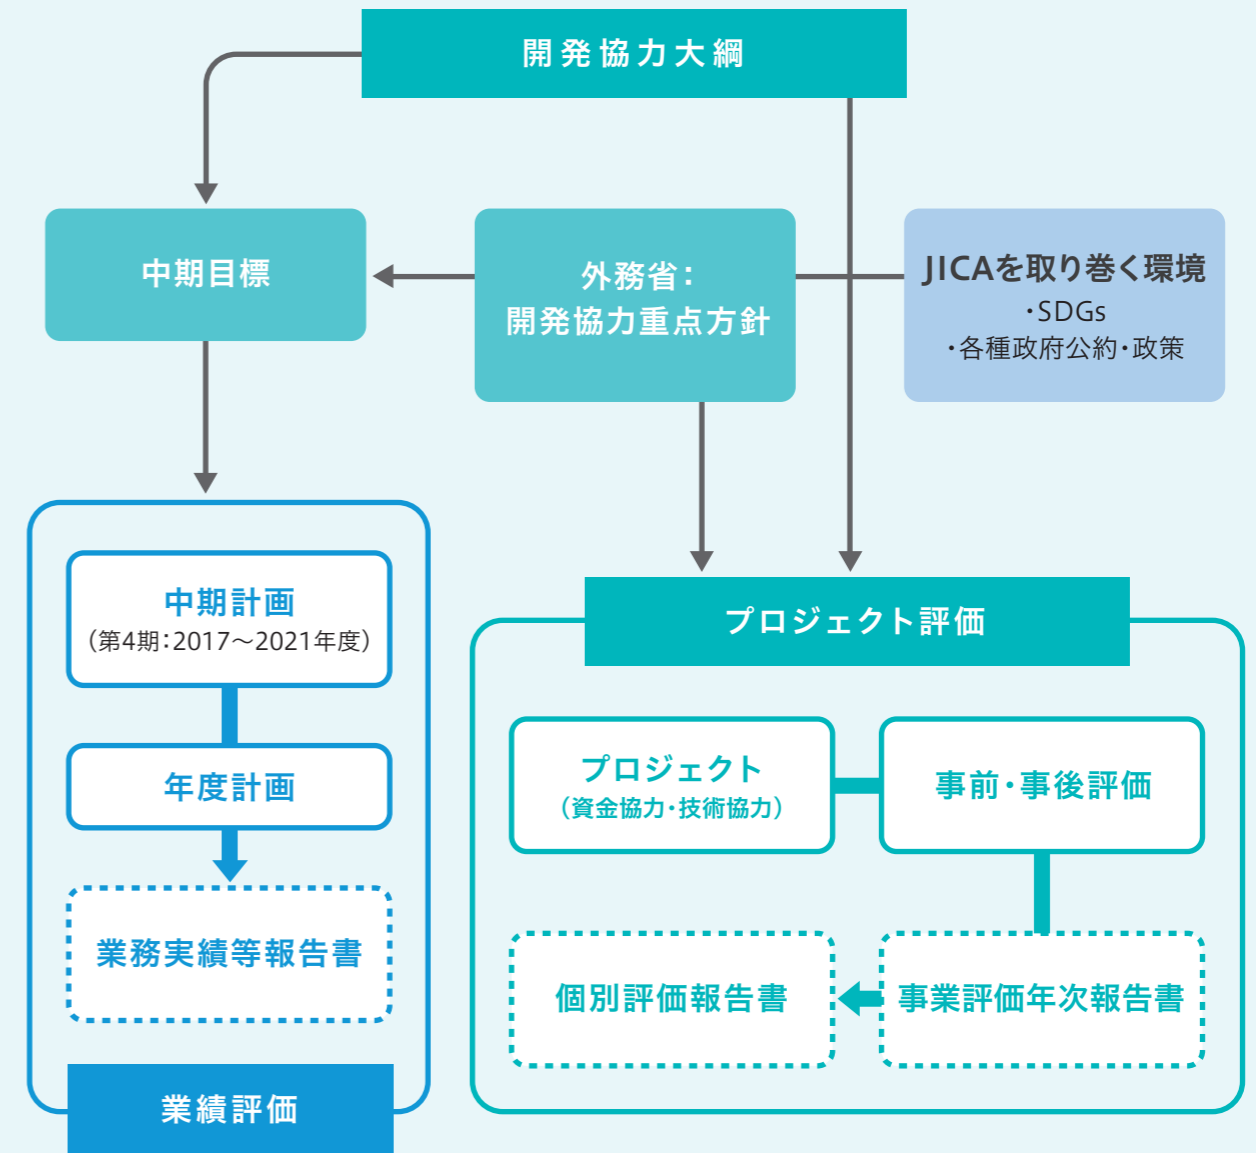 開発協力大綱
中期目標
外務省：
開発協力重点方針
JICAを取り巻く環境
・SDGs
・各種政府公約・政策
中期計画
（第4期：2017～2021年度）
年度計画
業務実績等報告書
業績評価
プロジェクト評価
プロジェクト
（資金協力・技術協力）
事前・事後評価
個別評価報告書
事業評価年次報告書